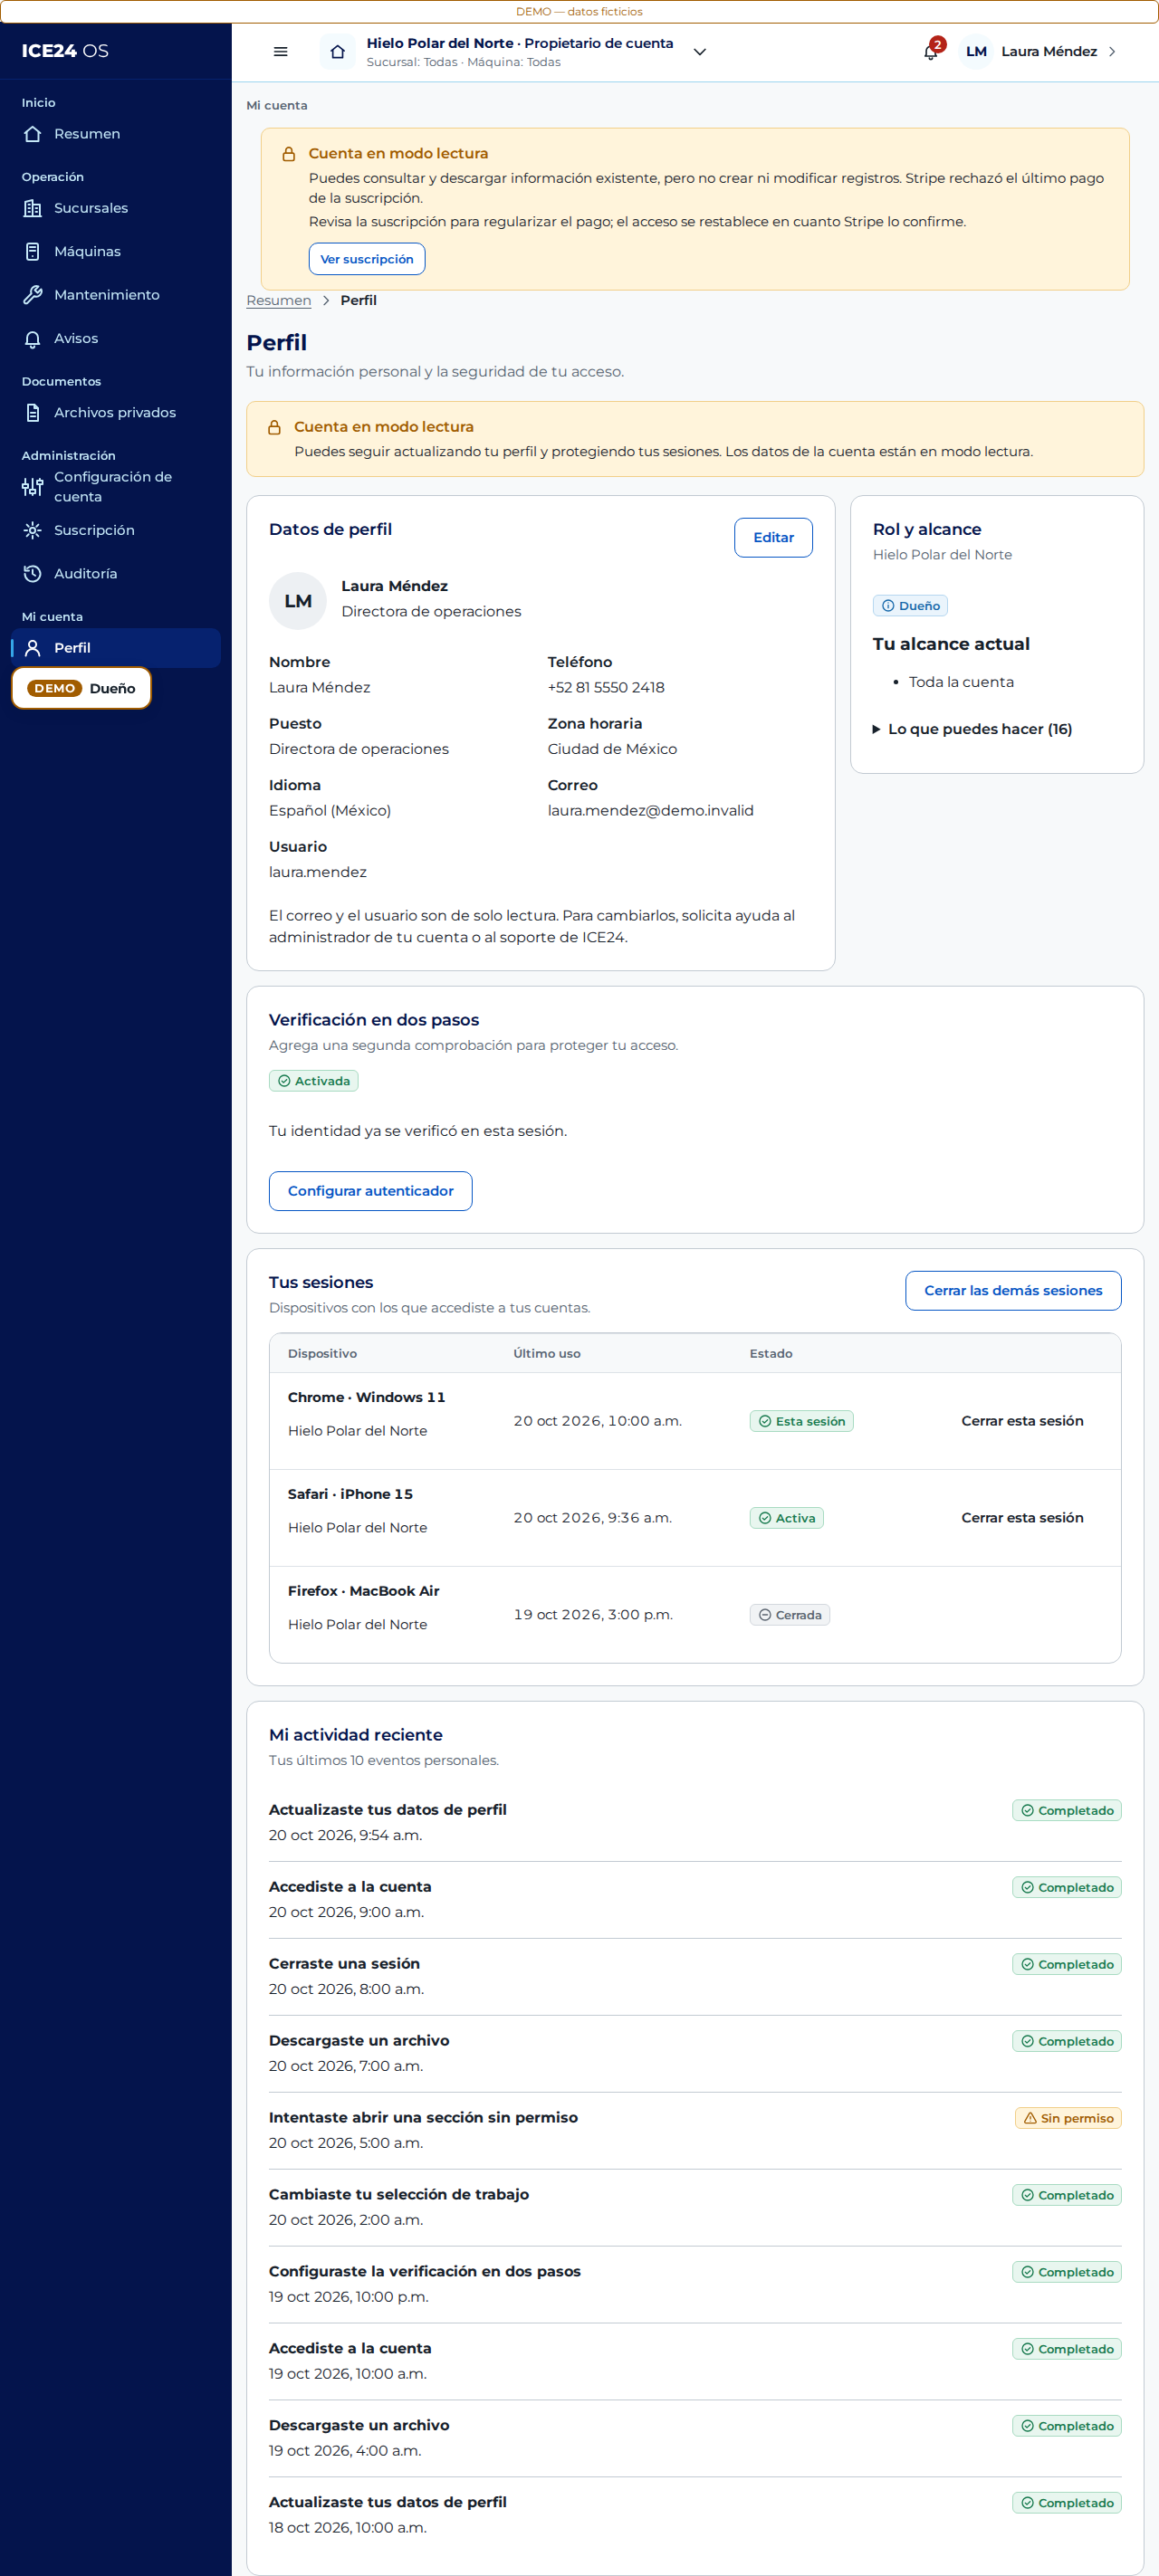 DEMO — datos ficticios
ICE24 OS
Inicio
Resumen
Operación
Sucursales
Máquinas
Mantenimiento
Avisos
Documentos
Archivos privados
Administración
Configuración de
cuenta
Suscripción
Auditoría
Mi cuenta
Perfil
DEMO Dueño
Hielo Polar del Norte · Propietario de cuenta
Sucursal: Todas · Máquina: Todas
2
LM Laura Méndez
Mi cuenta
Cuenta en modo lectura
Puedes consultar y descargar información existente, pero no crear ni modificar registros. Stripe rechazó el último pago
de la suscripción.
Revisa la suscripción para regularizar el pago; el acceso se restablece en cuanto Stripe lo confirme.
Ver suscripción
Resumen > Perfil
Perfil
Tu información personal y la seguridad de tu acceso.
Cuenta en modo lectura
Puedes seguir actualizando tu perfil y protegiendo tus sesiones. Los datos de la cuenta están en modo lectura.
Datos de perfil
Editar
LM
Laura Méndez
Directora de operaciones
Nombre
Laura Méndez
Teléfono
+52 81 5550 2418
Puesto
Directora de operaciones
Zona horaria
Ciudad de México
Idioma
Español (México)
Correo
laura.mendez@demo.invalid
Usuario
laura.mendez
El correo y el usuario son de solo lectura. Para cambiarlos, solicita ayuda al
administrador de tu cuenta o al soporte de ICE24.
Rol y alcance
Hielo Polar del Norte
Dueño
Tu alcance actual
• Toda la cuenta
Lo que puedes hacer (16)
Verificación en dos pasos
Agrega una segunda comprobación para proteger tu acceso.
Activada
Tu identidad ya se verificó en esta sesión.
Configurar autenticador
Tus sesiones
Dispositivos con los que accediste a tus cuentas.
Cerrar las demás sesiones
Dispositivo Último uso Estado
Chrome · Windows 11
Hielo Polar del Norte
20 oct 2026, 10:00 a.m.
Esta sesión
Cerrar esta sesión
Safari · iPhone 15
Hielo Polar del Norte
20 oct 2026, 9:36 a.m.
Activa
Cerrar esta sesión
Firefox · MacBook Air
Hielo Polar del Norte
19 oct 2026, 3:00 p.m.
Cerrada
Mi actividad reciente
Tus últimos 10 eventos personales.
Actualizaste tus datos de perfil
20 oct 2026, 9:54 a.m.
Completado
Accediste a la cuenta
20 oct 2026, 9:00 a.m.
Completado
Cerraste una sesión
20 oct 2026, 8:00 a.m.
Completado
Descargaste un archivo
20 oct 2026, 7:00 a.m.
Completado
Intentaste abrir una sección sin permiso
20 oct 2026, 5:00 a.m.
Sin permiso
Cambiaste tu selección de trabajo
20 oct 2026, 2:00 a.m.
Completado
Configuraste la verificación en dos pasos
19 oct 2026, 10:00 p.m.
Completado
Accediste a la cuenta
19 oct 2026, 10:00 a.m.
Completado
Descargaste un archivo
19 oct 2026, 4:00 a.m.
Completado
Actualizaste tus datos de perfil
18 oct 2026, 10:00 a.m.
Completado